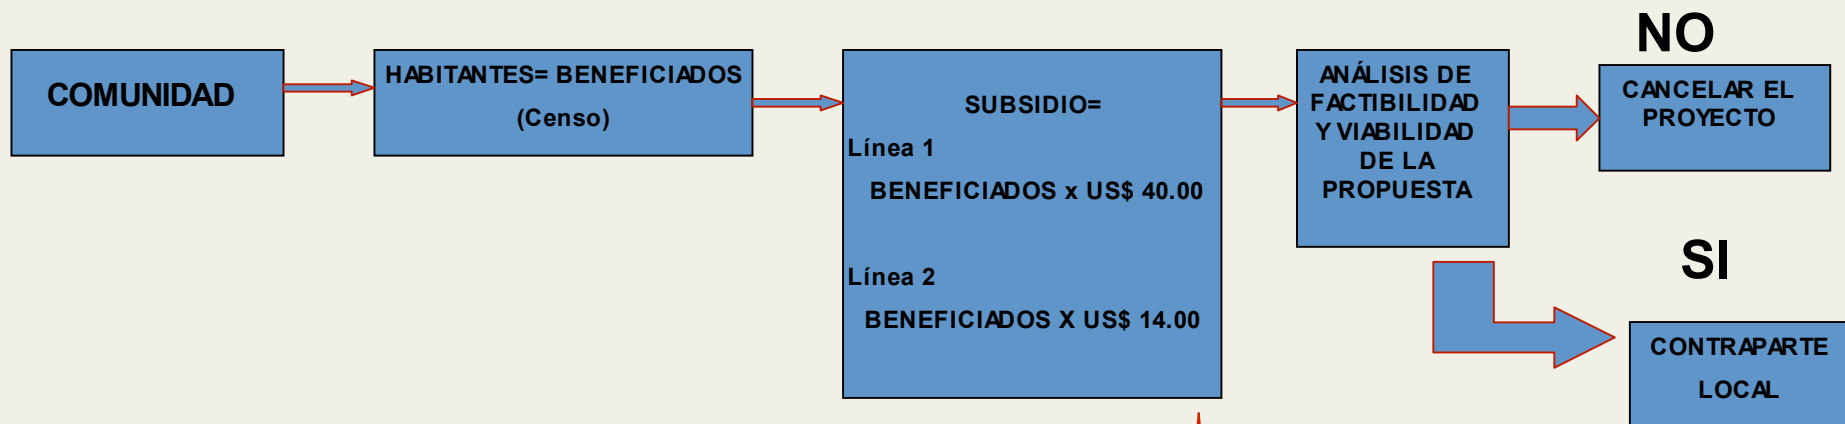 COMUNIDAD
HABITANTES= BENEFICIADOS
(Censo)
SUBSIDIO=
Línea 1
BENEFICIADOS x US$ 40.00
Línea 2
BENEFICIADOS X US$ 14.00
ANÁLISIS DE
FACTIBILIDAD
Y VIABILIDAD
DE LA
PROPUESTA
NO
CANCELAR EL
PROYECTO
SI
CONTRAPARTE
LOCAL